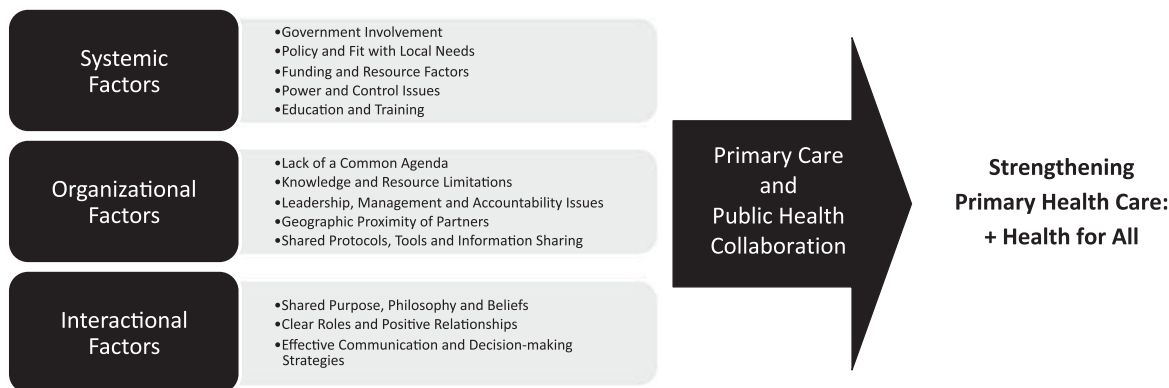 Systemic
Factors
•Government Involvement
•Policy and Fit with Local Needs
•Funding and Resource Factors
•Power and Control Issues
•Education and Training
Organizational
Factors
•Lack of a Common Agenda
•Knowledge and Resource Limitations
•Leadership, Management and Accountability Issues
•Geographic Proximity of Partners
•Shared Protocols, Tools and Information Sharing
Interactional
Factors
•Shared Purpose, Philosophy and Beliefs
•Clear Roles and Positive Relationships
•Effective Communication and Decision-making
Strategies
Primary Care
and
Public Health
Collaboration
Strengthening
Primary Health Care:
+ Health for All